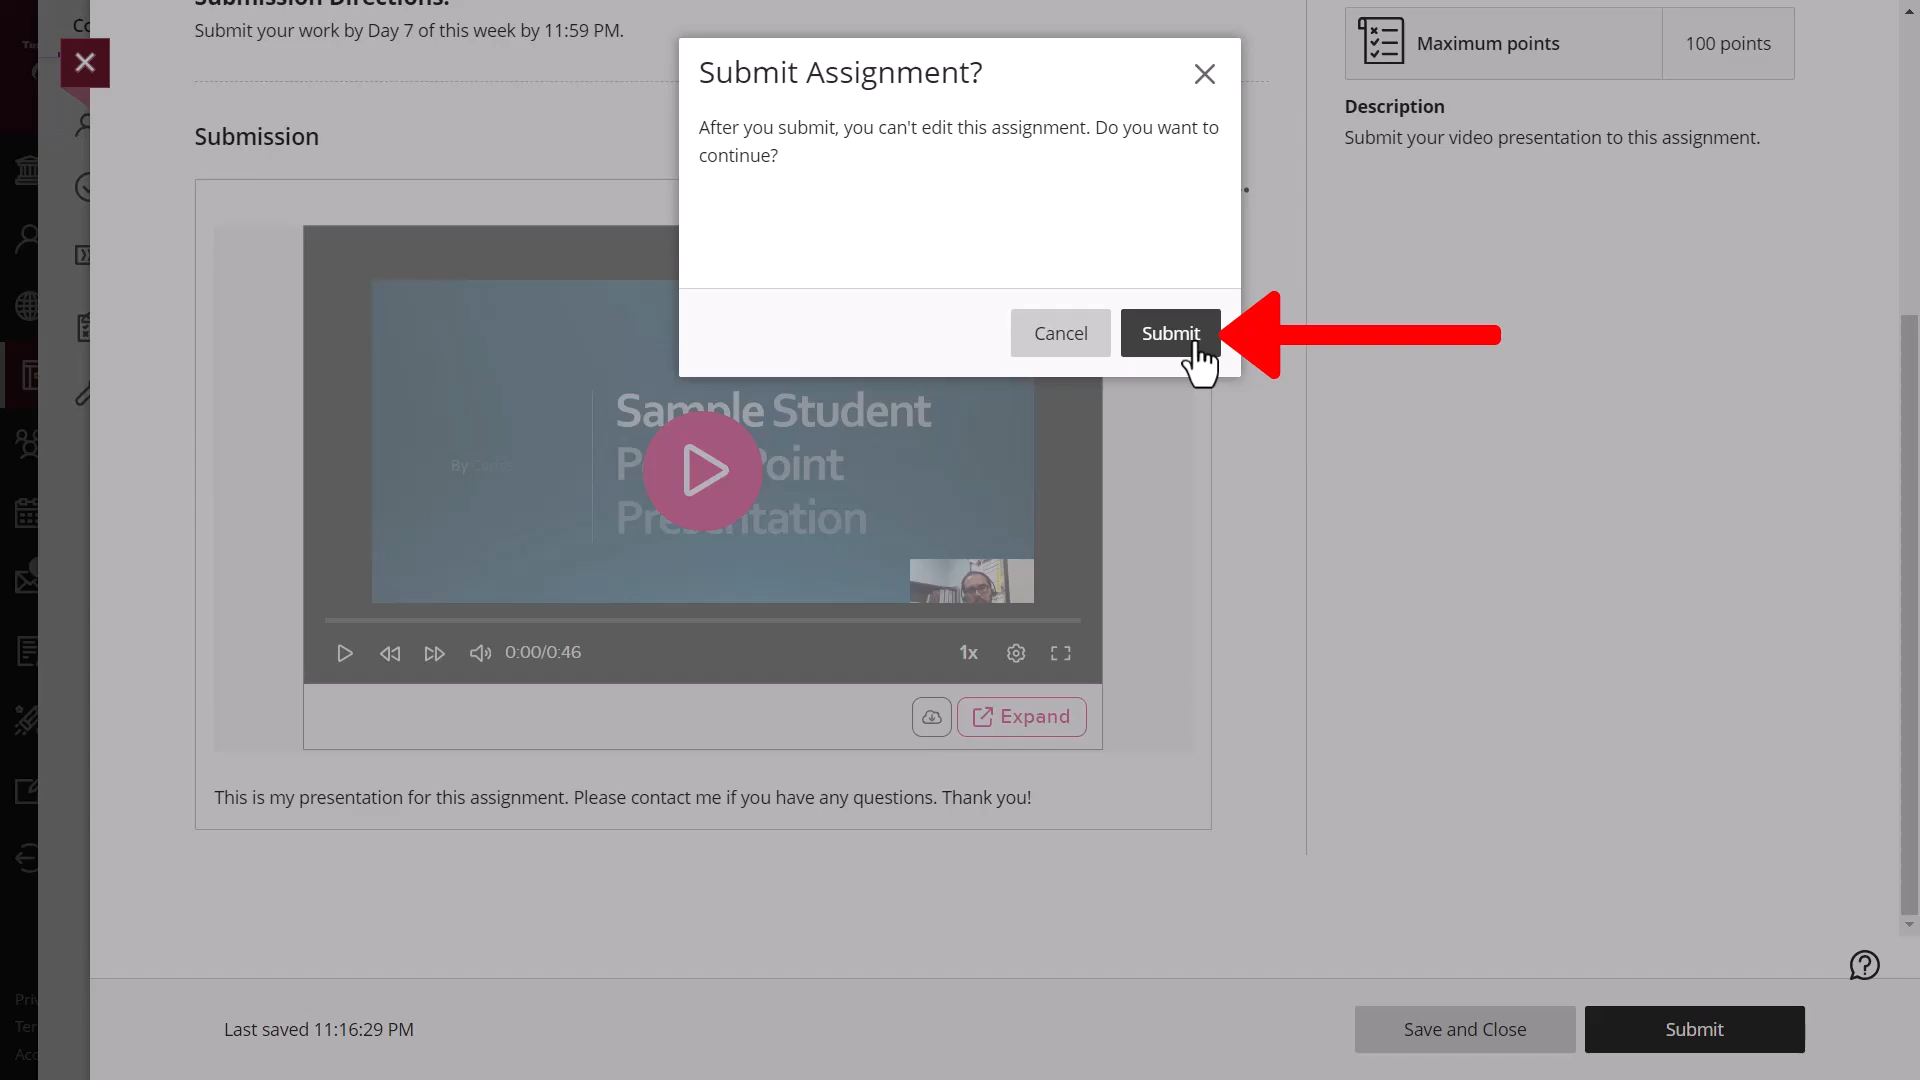 Submission Directions:
Submit your work by Day 7 of this week by 11:59 PM.
Submission
Submit Assignment?
After you submit, you can't edit this assignment. Do you want to
continue?
Cancel
Submit
Maximum points
100 points
Description
Submit your video presentation to this assignment.
Sample Student
By
0:00/0:46
1x
Expand
This is my presentation for this assignment. Please contact me if you have any questions. Thank you!
Last saved 11:16:29 PM
Save and Close
Submit